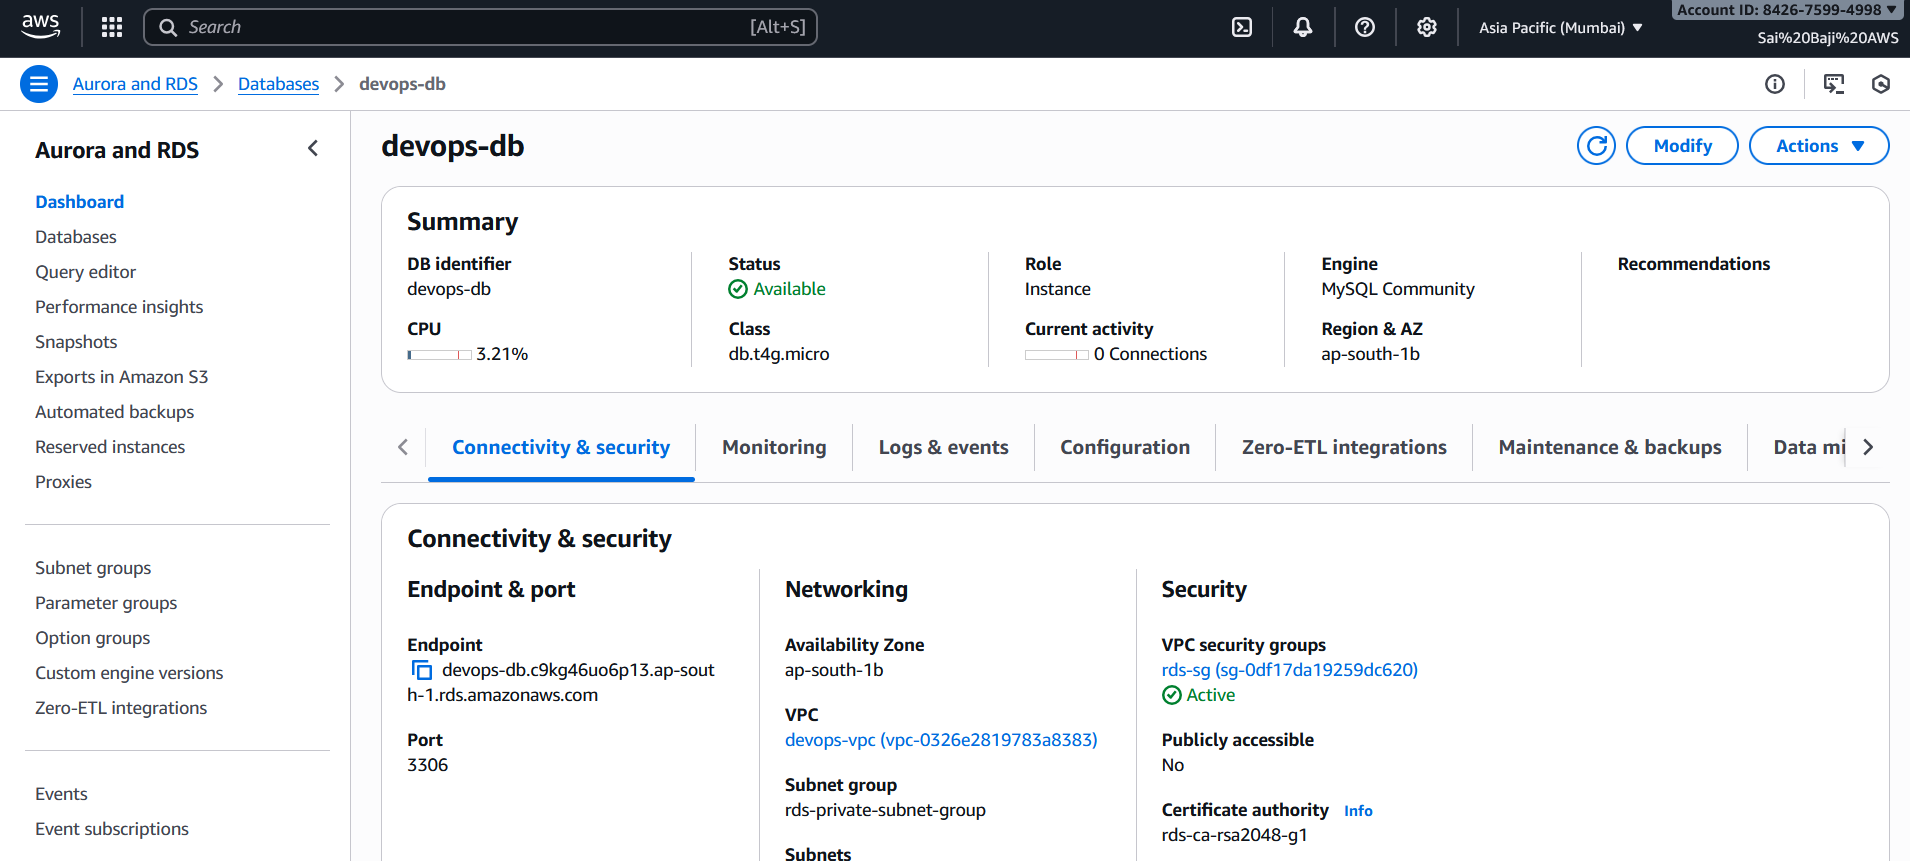 aws
Search
[Alt+S]
Asia Pacific (Mumbai)
Account ID: 8426-7599-4998
Sai%20Baji%20AWS
Aurora and RDS
Databases
devops-db
Aurora and RDS
Dashboard
Databases
Query editor
Performance insights
Snapshots
Exports in Amazon S3
Automated backups
Reserved instances
Proxies
Subnet groups
Parameter groups
Option groups
Custom engine versions
Zero-ETL integrations
Events
Event subscriptions
devops-db
Modify
Actions
Summary
DB identifier
devops-db
CPU
3.21%
Status
Available
Class
db.t4g.micro
Role
Instance
Current activity
0 Connections
Engine
MySQL Community
Region & AZ
ap-south-1b
Recommendations
Connectivity & security
Monitoring
Logs & events
Configuration
Zero-ETL integrations
Maintenance & backups
Data mi
Connectivity & security
Endpoint & port
Endpoint
devops-db.c9kg46uo6p13.ap-sout
h-1.rds.amazonaws.com
Port
3306
Networking
Availability Zone
ap-south-1b
VPC
devops-vpc (vpc-0326e2819783a8383)
Subnet group
rds-private-subnet-group
Subnets
Security
VPC security groups
rds-sg (sg-0df17da19259dc620)
Active
Publicly accessible
No
Certificate authority Info
rds-ca-rsa2048-g1